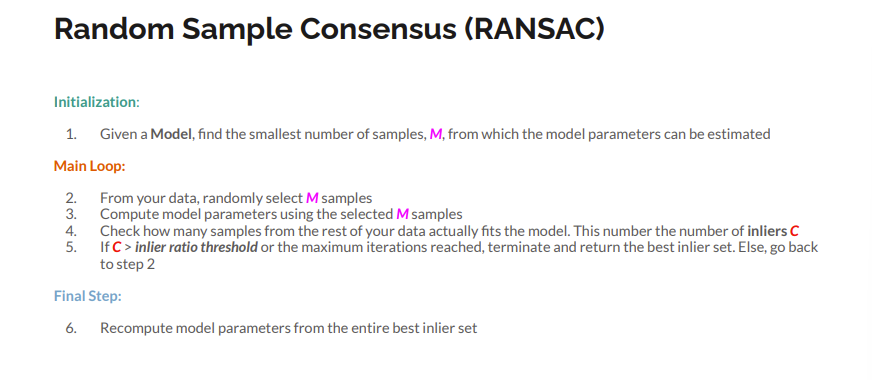 Random Sample Consensus (RANSAC)
Initialization:
1. Given a Model, find the smallest number of samples, M, from which the model parameters can be estimated
Main Loop:
2. From your data, randomly select M samples
3. Compute model parameters using the selected M samples
4. Check how many samples from the rest of your data actually fits the model. This number the number of inliers C
5. If C > inlier ratio threshold or the maximum iterations reached, terminate and return the best inlier set. Else, go back
to step 2
Final Step:
6. Recompute model parameters from the entire best inlier set